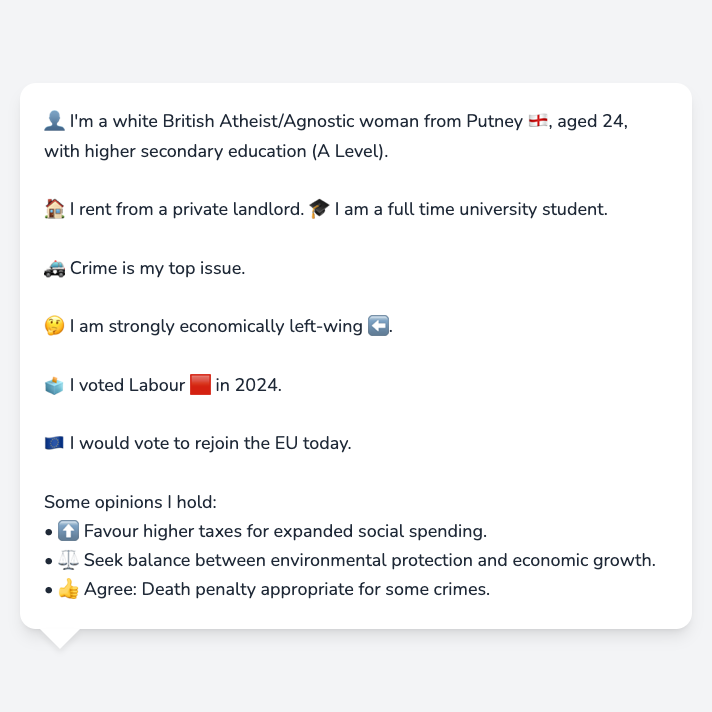 👤 I'm a white British Atheist/Agnostic woman from Putney 🏴󠁧󠁢󠁥󠁮󠁧󠁿, aged 24,
with higher secondary education (A Level).
🏠 I rent from a private landlord. 🎓 I am a full time university student.
🚓 Crime is my top issue.
🤔 I am strongly economically left-wing ⬅️.
🗳️ I voted Labour 🟥 in 2024.
🇪🇺 I would vote to rejoin the EU today.
Some opinions I hold:
• ⬆️ Favour higher taxes for expanded social spending.
• ⚖️ Seek balance between environmental protection and economic growth.
• 👍 Agree: Death penalty appropriate for some crimes.